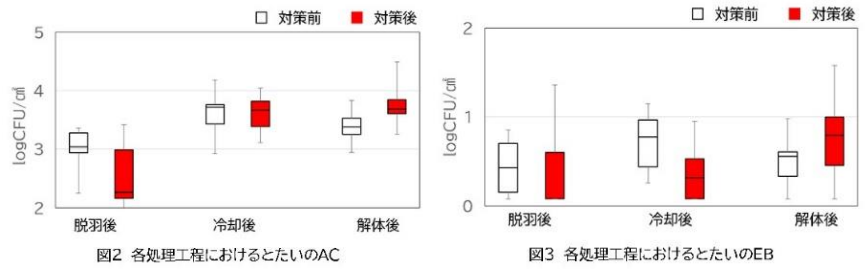 □ 対策前 ■ 対策後
5
4
3
2
logCFU/㎠
脱羽後 冷却後 解体後
図2 各処理工程におけるとたいのAC
□ 対策前 ■ 対策後
2
1
0
logCFU/㎠
脱羽後 冷却後 解体後
図3 各処理工程におけるとたいのEB